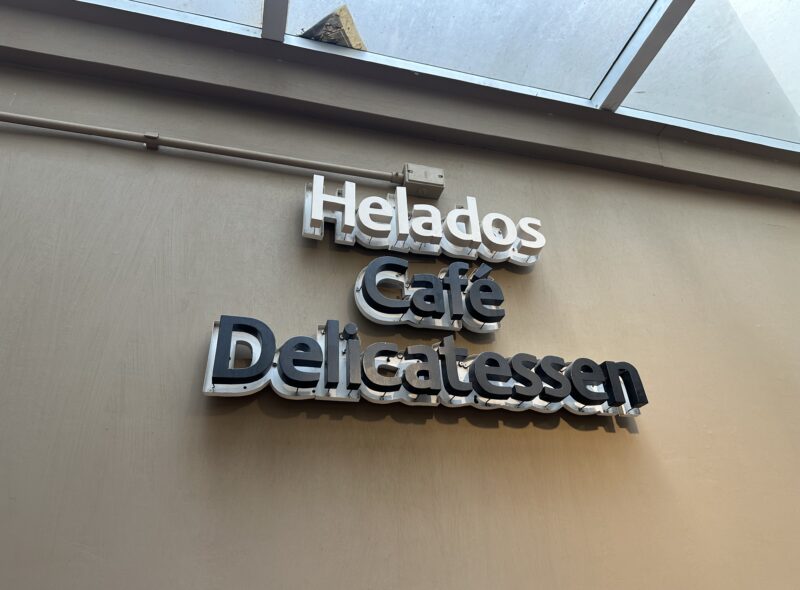 Helados
Café
Delicatessen